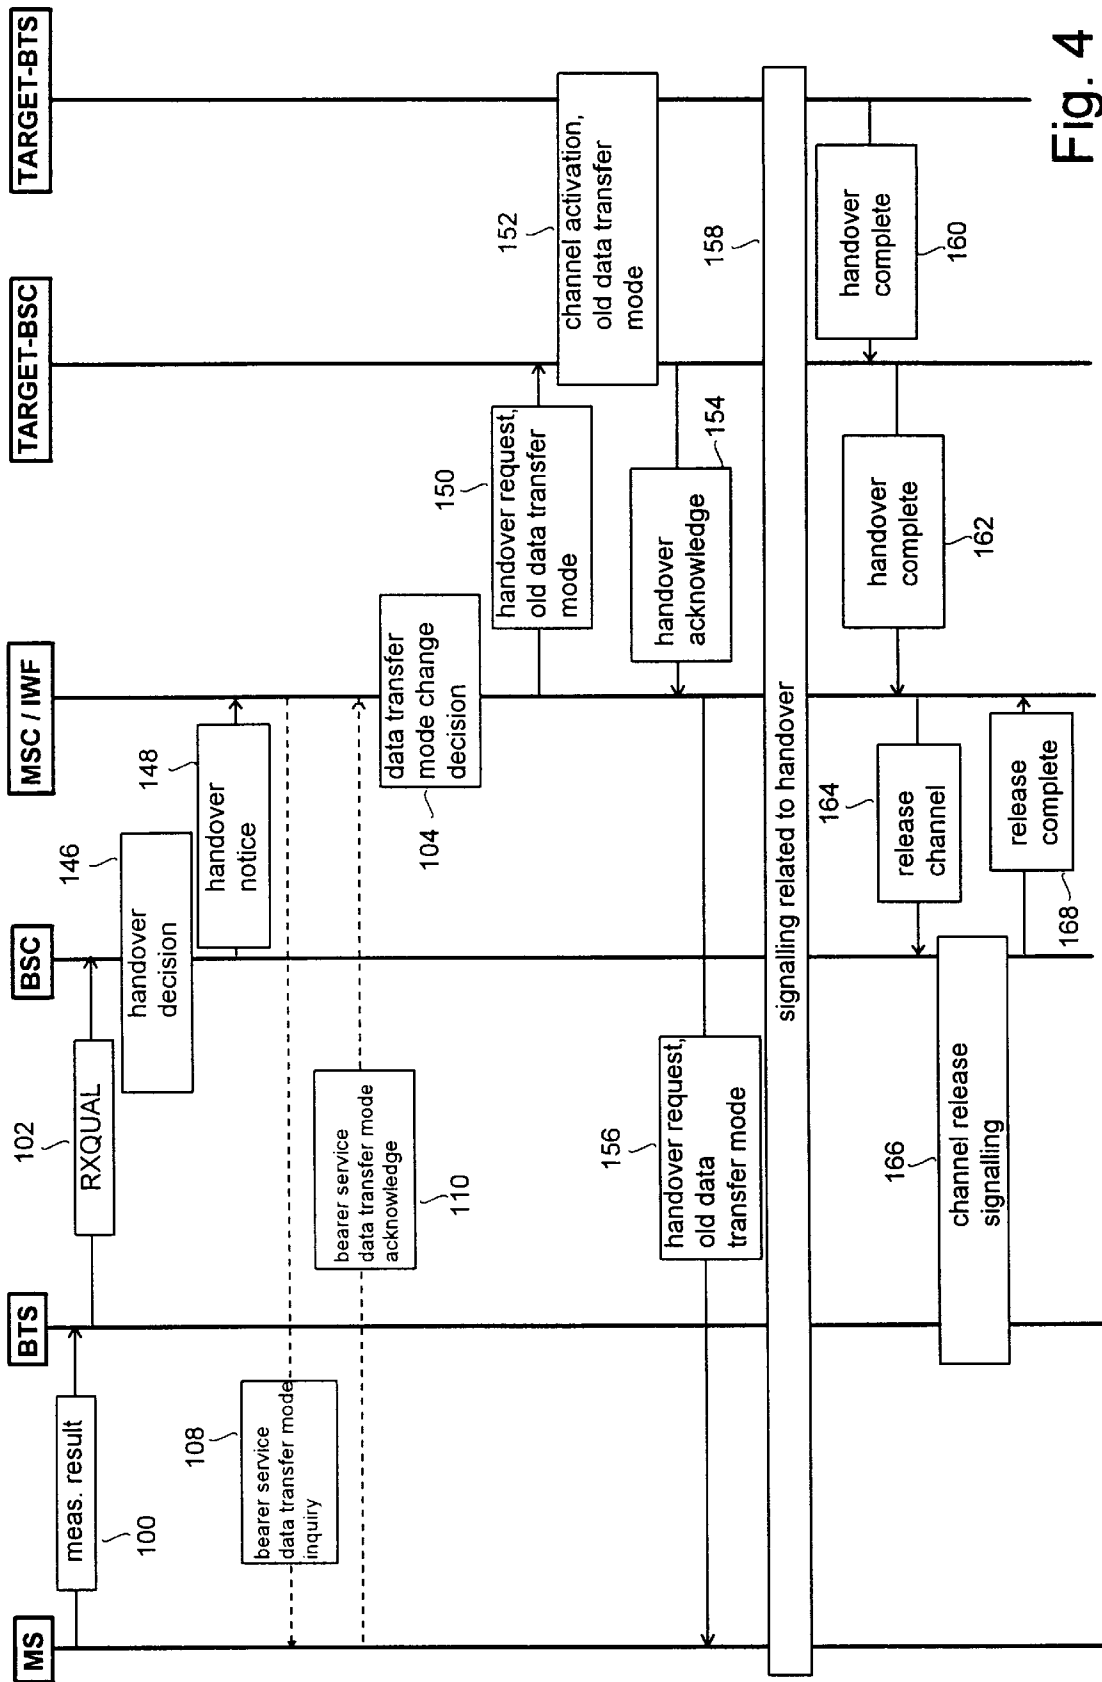 MS
BTS
BSC
MSC / IWF
TARGET-BSC
TARGET-BTS
meas. result
100
RXQUAL
102
handover
decision
146
handover
notice
148
bearer service
data transfer mode
inquiry
108
bearer service
data transfer mode
acknowledge
110
data transfer
mode change
decision
104
handover request,
old data transfer
mode
150
channel activation,
old data transfer
mode
152
handover
acknowledge
154
handover request,
old data
transfer mode
156
signalling related to handover
158
handover
complete
160
handover
complete
162
release
channel
164
channel release
signalling
166
release
complete
168
Fig. 4